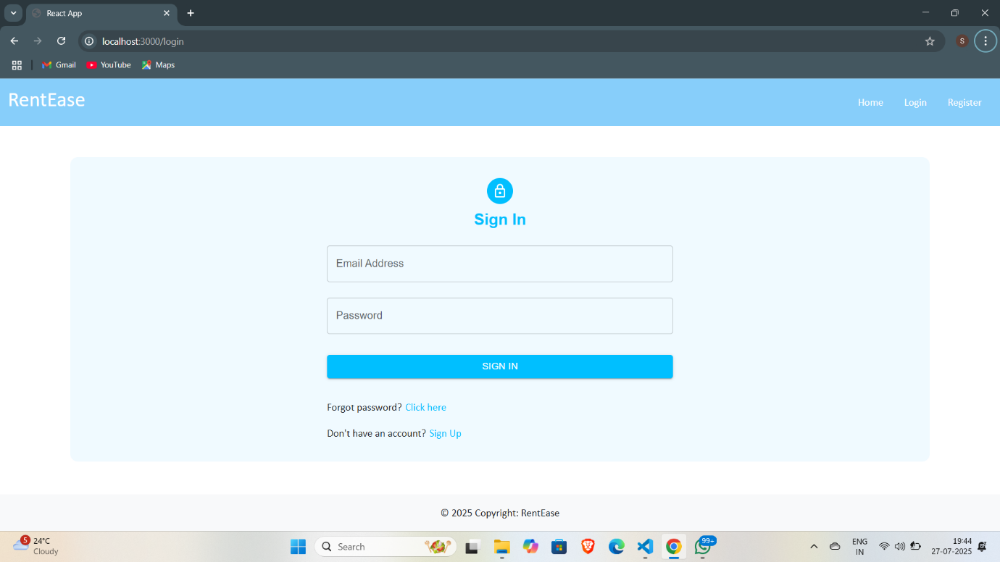 React App
localhost:3000/login
S
Gmail YouTube Maps
RentEase
Home Login Register
Sign In
Email Address
Password
SIGN IN
Forgot password? Click here
Don't have an account? Sign Up
© 2025 Copyright: RentEase
5
24°C
Cloudy
Search
99+
ENG
IN
19:44
27-07-2025